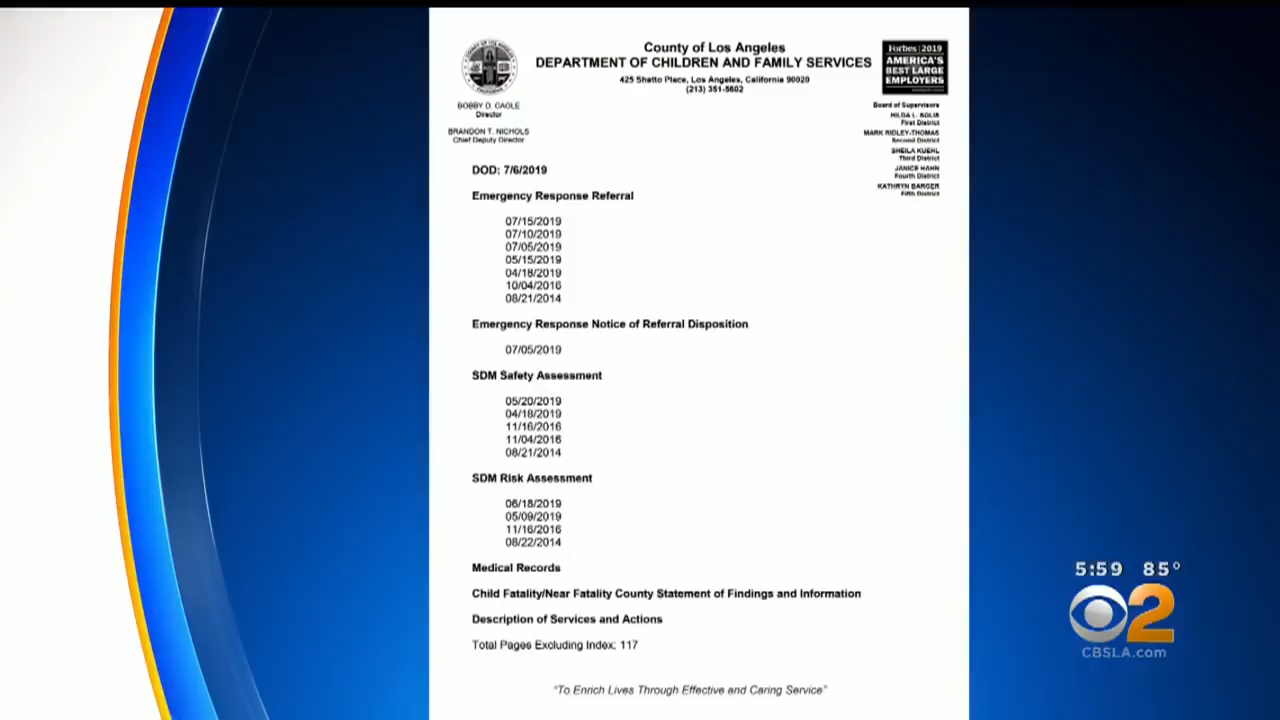 County of Los Angeles
DEPARTMENT OF CHILDREN AND FAMILY SERVICES
425 Shatto Place, Los Angeles, California 90020
(213) 351-5602
BOBBY D. CAGLE
Director
BRANDON T. NICHOLS
Chief Deputy Director
Forbes | 2019
AMERICA'S
BEST LARGE
EMPLOYERS
Board of Supervisors
HILDA L. SOLIS
First District
MARK RIDLEY-THOMAS
Second District
SHEILA KUEHL
Third District
JANICE HAHN
Fourth District
KATHRYN BARGER
Fifth District
DOD: 7/6/2019
Emergency Response Referral
07/15/2019
07/10/2019
07/05/2019
05/15/2019
04/18/2019
10/04/2016
08/21/2014
Emergency Response Notice of Referral Disposition
07/05/2019
SDM Safety Assessment
05/20/2019
04/18/2019
11/16/2016
11/04/2016
08/21/2014
SDM Risk Assessment
06/18/2019
05/09/2019
11/16/2016
08/22/2014
Medical Records
Child Fatality/Near Fatality County Statement of Findings and Information
Description of Services and Actions
Total Pages Excluding Index: 117
"To Enrich Lives Through Effective and Caring Service"
5:59 85°
2
CBSLA.com